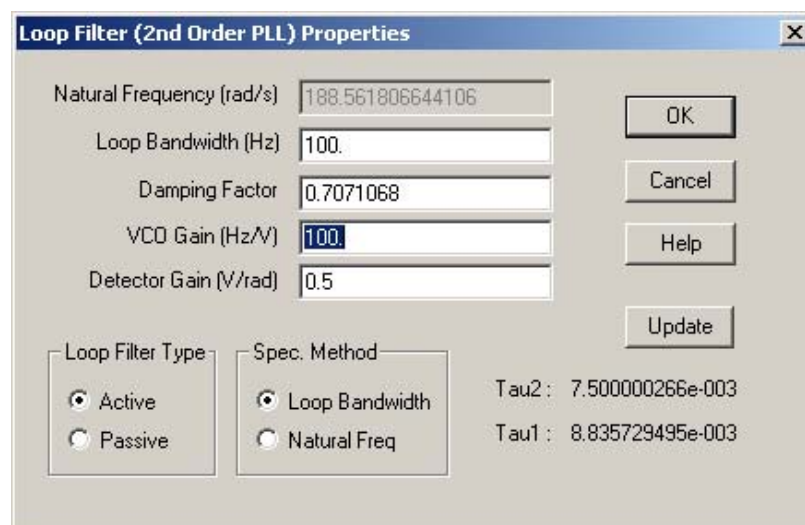 Loop Filter (2nd Order PLL) Properties
Natural Frequency (rad/s) 188.561806644106
OK
Loop Bandwidth (Hz) 100.
Damping Factor 0.7071068
Cancel
VCO Gain (Hz/V) 100.
Help
Detector Gain (V/rad) 0.5
Update
Loop Filter Type
Active
Passive
Spec. Method
Loop Bandwidth
Natural Freq
Tau2 : 7.500000266e-003
Tau1 : 8.835729495e-003